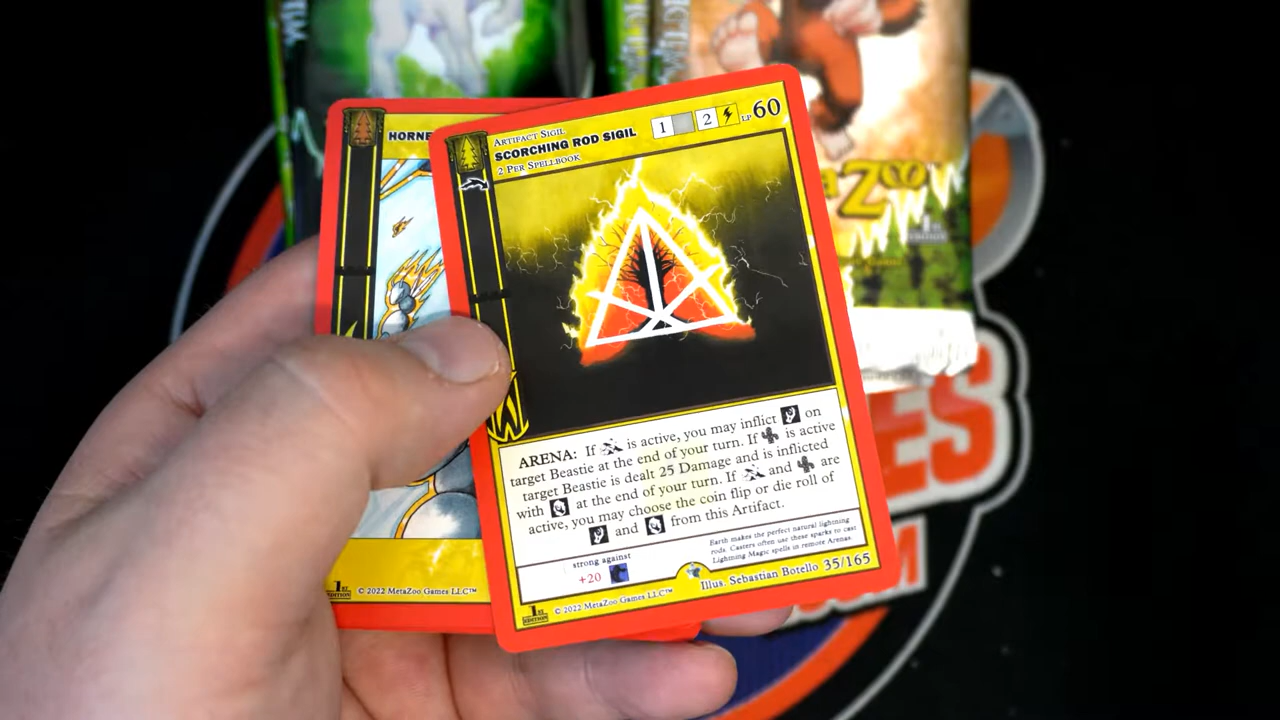 HORNE
ARTIFACT SIGIL
SCORCHING ROD SIGIL
2 PER SPELLBOOK
1 2 LP 60
ARENA: If is active, you may inflict on
target Beastie at the end of your turn. If is active
target Beastie is dealt 25 Damage and is inflicted
with at the end of your turn. If and are
active, you may choose the coin flip or die roll of
and from this Artifact.
strong against
+20
Earth makes the perfect natural lightning
rods. Casters often use these sparks to cast
Lightning Magic spells in remote Arenas.
Illus. Sebastian Botello 35/165
1ST EDITION © 2022 MetaZoo Games LLC™
1ST EDITION © 2022 MetaZoo Games LLC™
a Zoo
1ST EDITION
ES
M